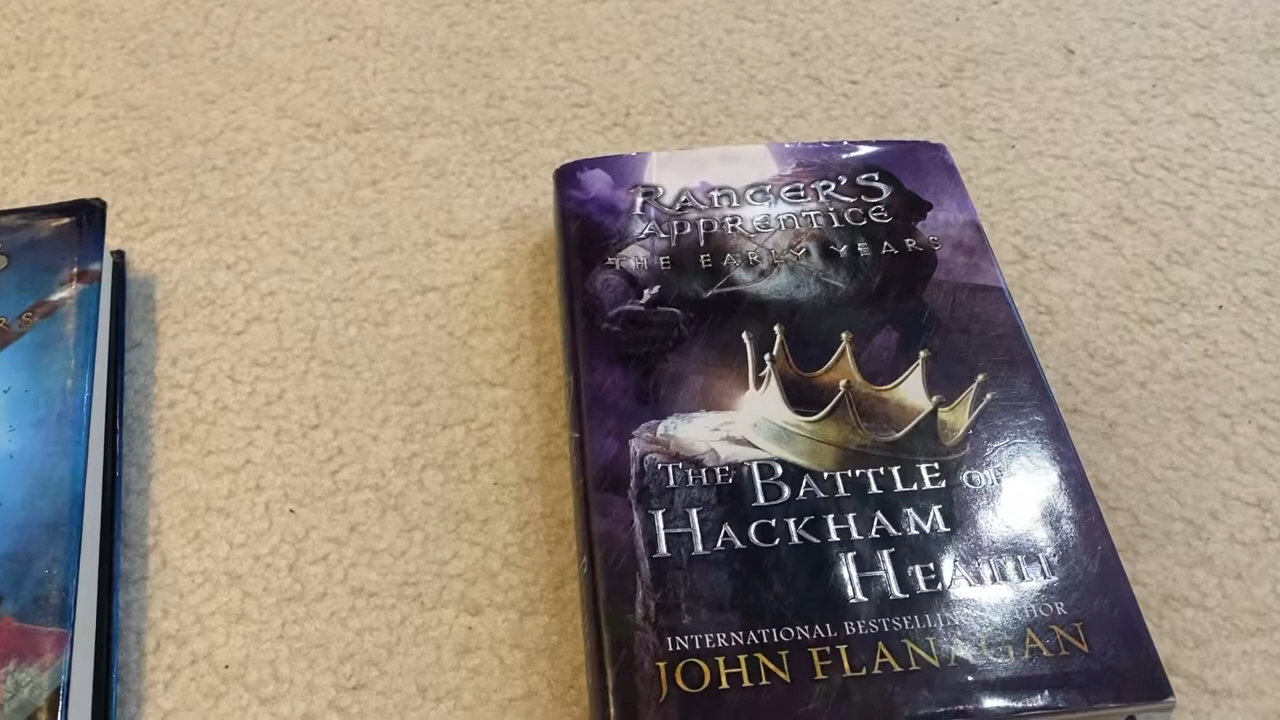 RANGER'S
APPRENTICE
THE EARLY YEARS
THE BATTLE OF
HACKHAM
HEATH
INTERNATIONAL BESTSELLING AUTHOR
JOHN FLANAGAN